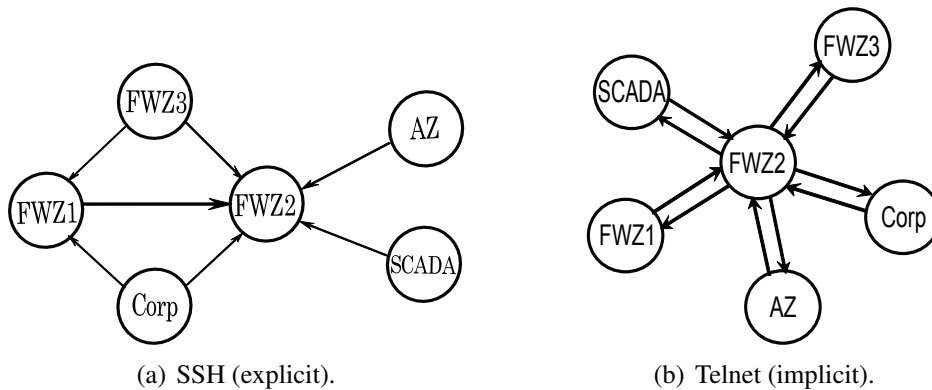 FWZ3
AZ
FWZ1
FWZ2
SCADA
Corp
(a) SSH (explicit).
FWZ3
SCADA
FWZ2
FWZ1
Corp
AZ
(b) Telnet (implicit).